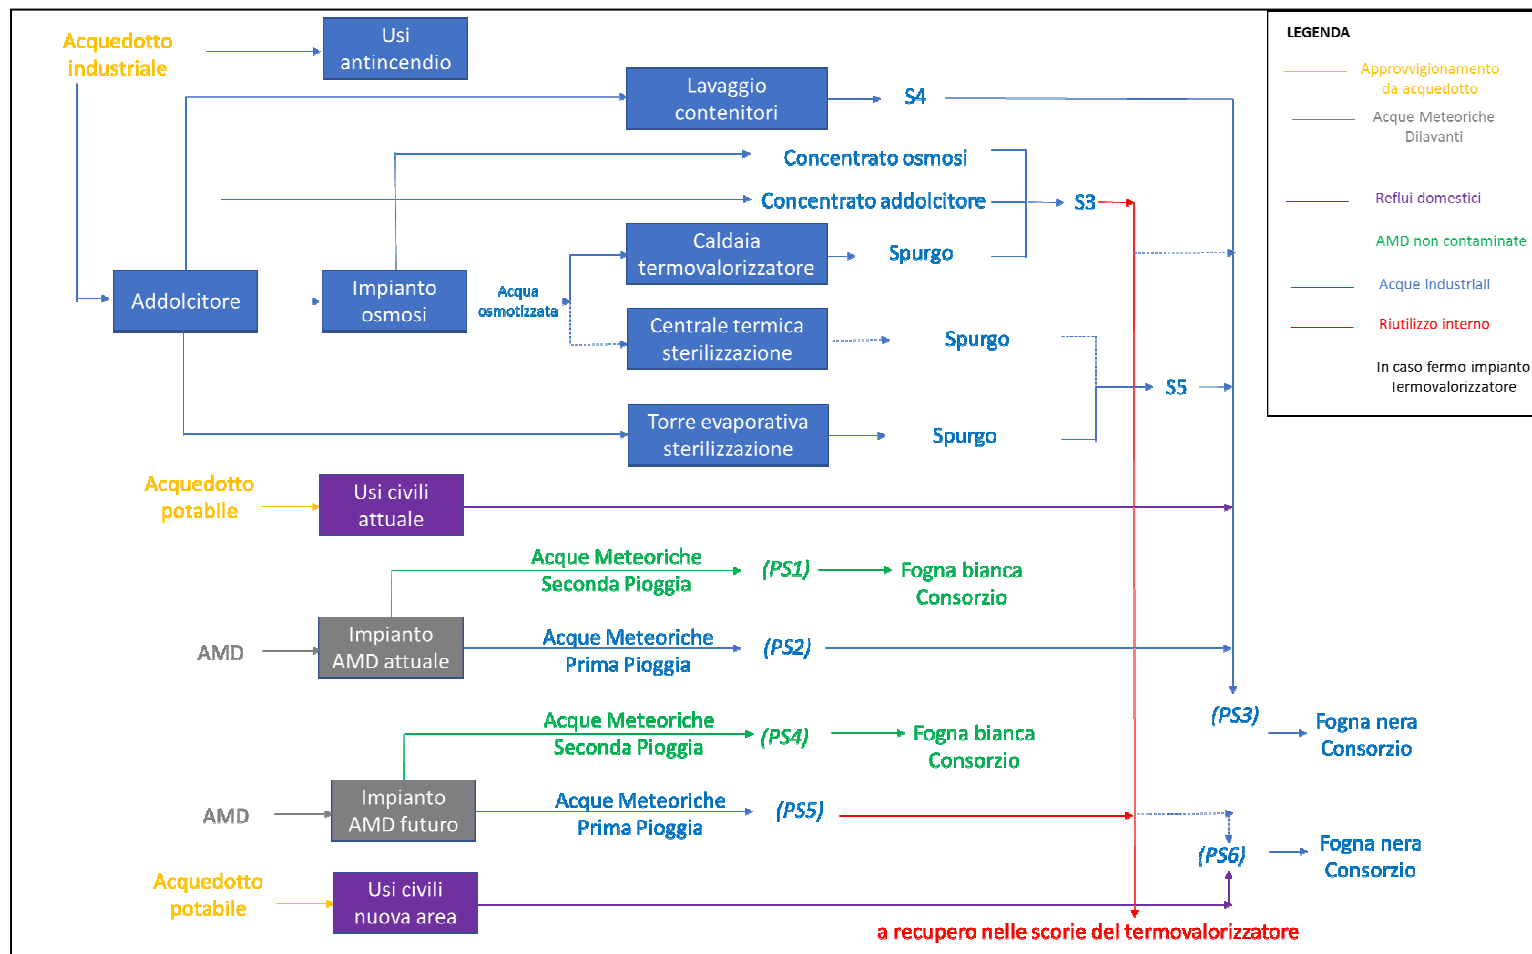 Acquedotto
industriale
Usi
antincendio
Lavaggio
contenitori
S4
Concentrato osmosi
Concentrato addolcitore
S3
Caldaia
termovalorizzatore
Spurgo
Addolcitore
Impianto
osmosi
Acqua
osmotizzata
Centrale termica
sterilizzazione
Spurgo
S5
Torre evaporativa
sterilizzazione
Spurgo
Acquedotto
potabile
Usi civili
attuale
Acque Meteoriche
Seconda Pioggia
(PS1)
Fogna bianca
Consorzio
AMD
Impianto
AMD attuale
Acque Meteoriche
Prima Pioggia
(PS2)
(PS3)
Fogna nera
Consorzio
Acque Meteoriche
Seconda Pioggia
(PS4)
Fogna bianca
Consorzio
AMD
Impianto
AMD futuro
Acque Meteoriche
Prima Pioggia
(PS5)
(PS6)
Fogna nera
Consorzio
Acquedotto
potabile
Usi civili
nuova area
a recupero nelle scorie del termovalorizzatore
LEGENDA
Approvvigionamento
da acquedotto
Acque Meteoriche
Dilavanti
Reflui domestici
AMD non contaminate
Acque Industriali
Riutilizzo interno
In caso fermo impianto
Termovalorizzatore